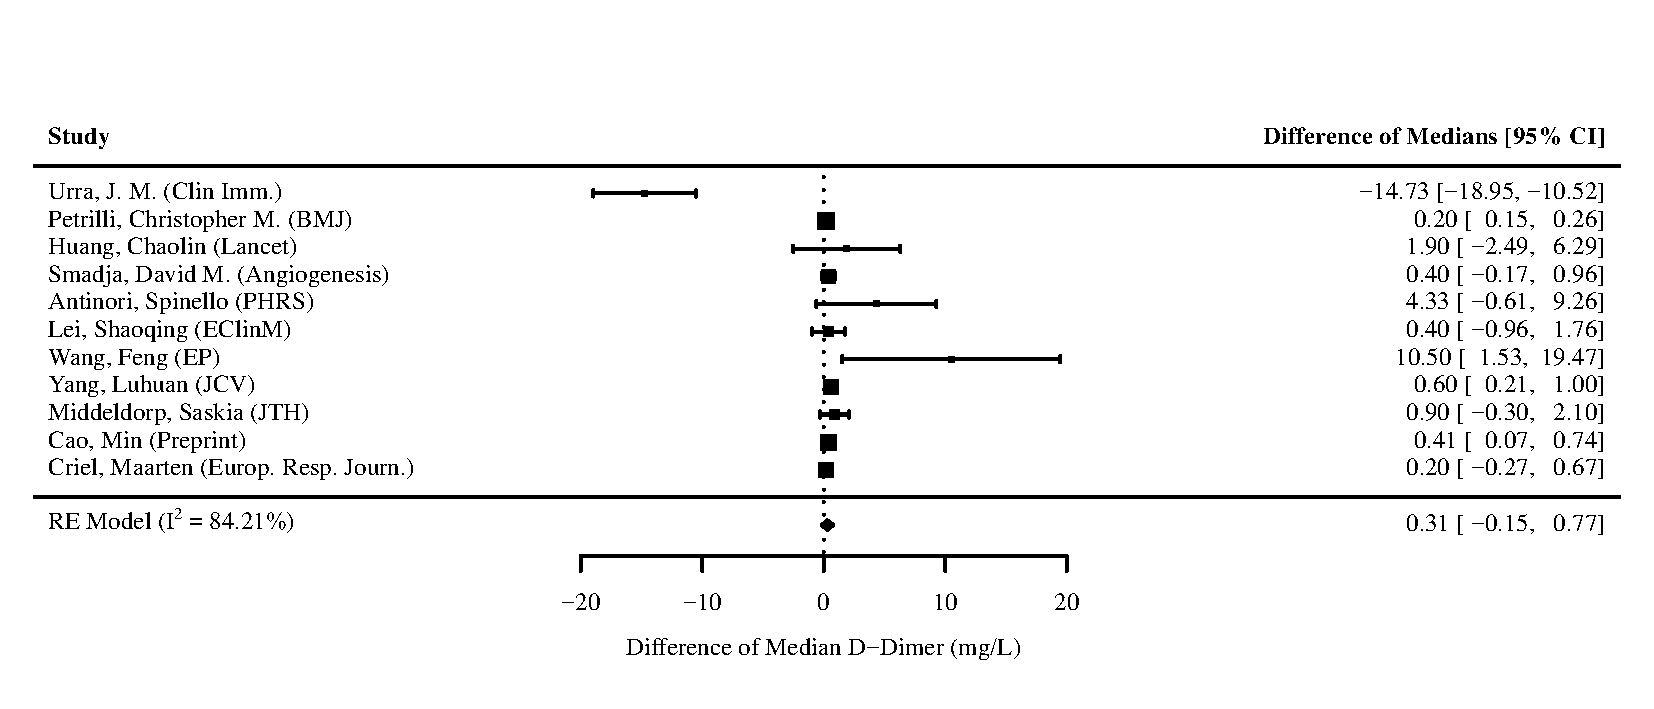 Study Difference of Medians [95% CI]
Urra, J. M. (Clin Imm.) −14.73 [−18.95, −10.52]
Petrilli, Christopher M. (BMJ) 0.20 [ 0.15, 0.26]
Huang, Chaolin (Lancet) 1.90 [ −2.49, 6.29]
Smadja, David M. (Angiogenesis) 0.40 [ −0.17, 0.96]
Antinori, Spinello (PHRS) 4.33 [ −0.61, 9.26]
Lei, Shaoqing (EClinM) 0.40 [ −0.96, 1.76]
Wang, Feng (EP) 10.50 [ 1.53, 19.47]
Yang, Luhuan (JCV) 0.60 [ 0.21, 1.00]
Middeldorp, Saskia (JTH) 0.90 [ −0.30, 2.10]
Cao, Min (Preprint) 0.41 [ 0.07, 0.74]
Criel, Maarten (Europ. Resp. Journ.) 0.20 [ −0.27, 0.67]
RE Model (I² = 84.21%) 0.31 [ −0.15, 0.77]
−20 −10 0 10 20
Difference of Median D−Dimer (mg/L)